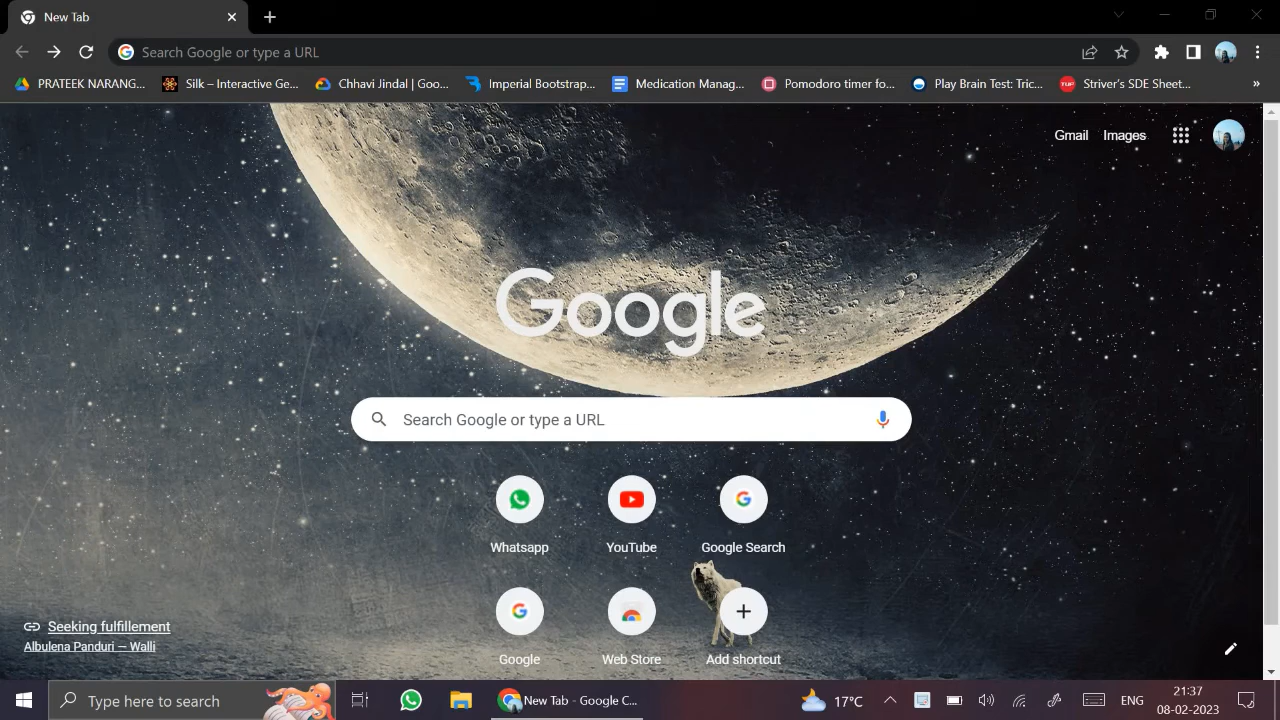 New Tab
Search Google or type a URL
PRATEEK NARANG...
Silk – Interactive Ge...
Chhavi Jindal | Goo...
Imperial Bootstrap...
Medication Manag...
Pomodoro timer fo...
Play Brain Test: Tric...
TUF
Striver's SDE Sheet...
»
Gmail
Images
Google
Search Google or type a URL
Whatsapp
YouTube
Google Search
Google
Web Store
Add shortcut
Seeking fulfillement
Albulena Panduri — Walli
Type here to search
New Tab - Google C...
17°C
ENG
21:37
08-02-2023